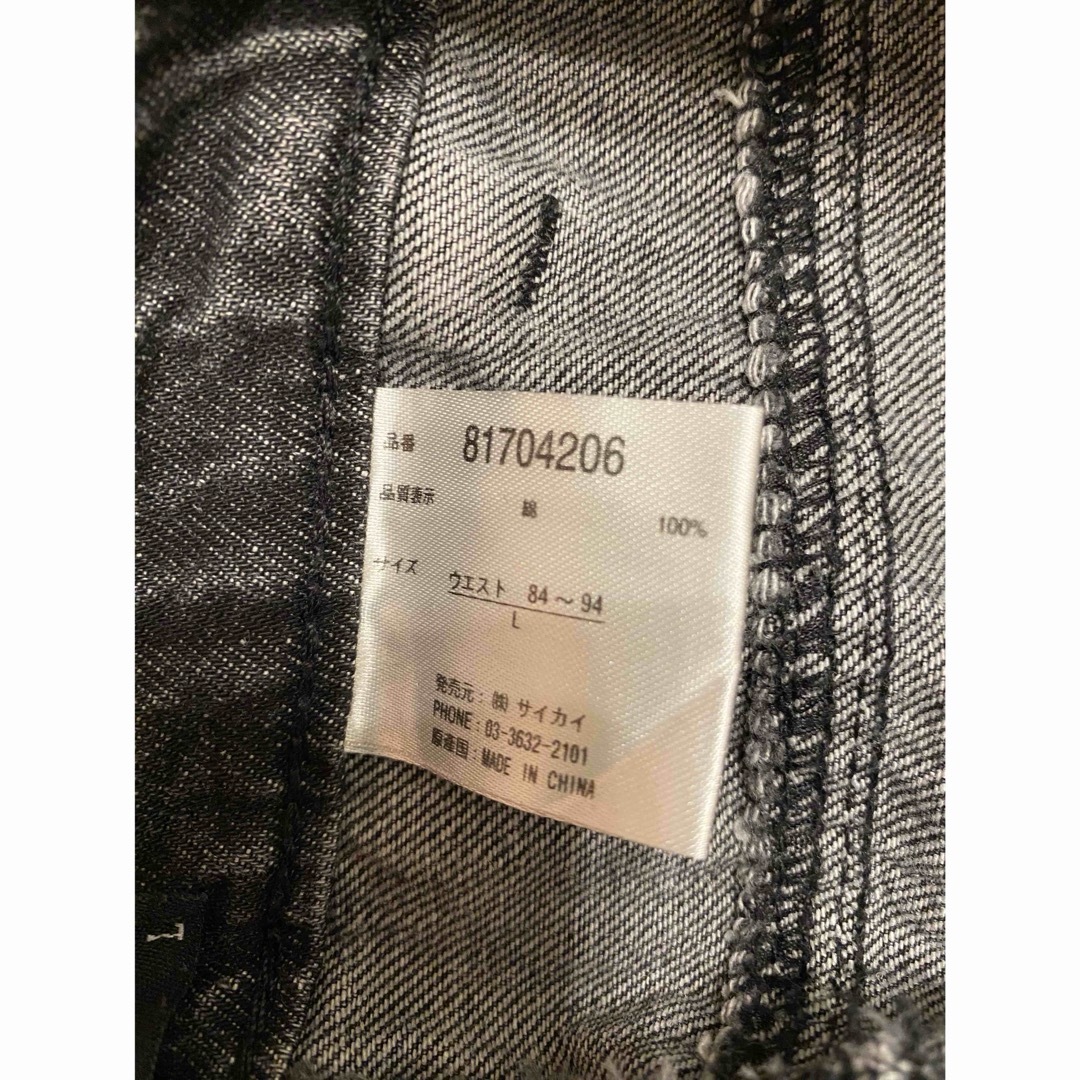 品番 81704206
品質表示
綿 100%
サイズ ウエスト 84～94
L
発売元：㈱サイカイ
PHONE：03-3632-2101
原産国：MADE IN CHINA